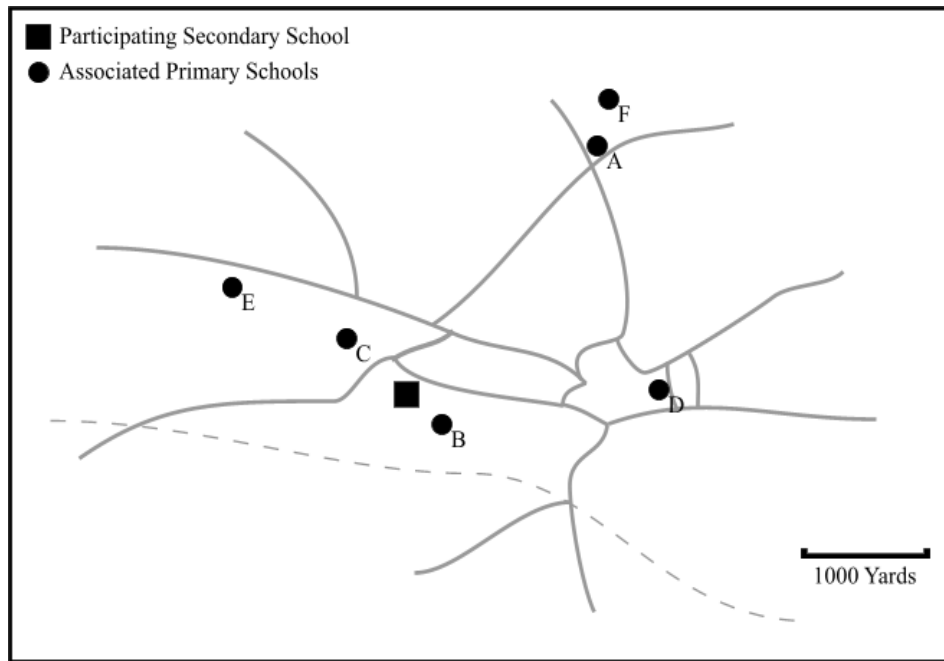 Participating Secondary School
Associated Primary Schools
F
A
E
C
D
B
1000 Yards